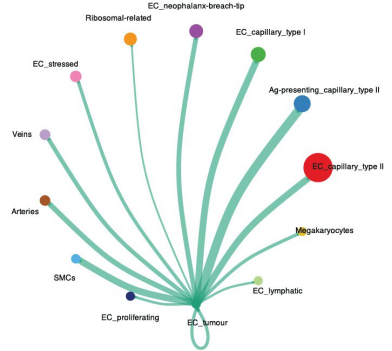 EC_neophalanx-breach-tip
Ribosomal-related
EC_capillary_type I
EC_stressed
Ag-presenting_capillary_type II
Veins
EC_capillary_type II
Arteries
Megakaryocytes
SMCs
EC_lymphatic
EC_proliferating
EC_tumour